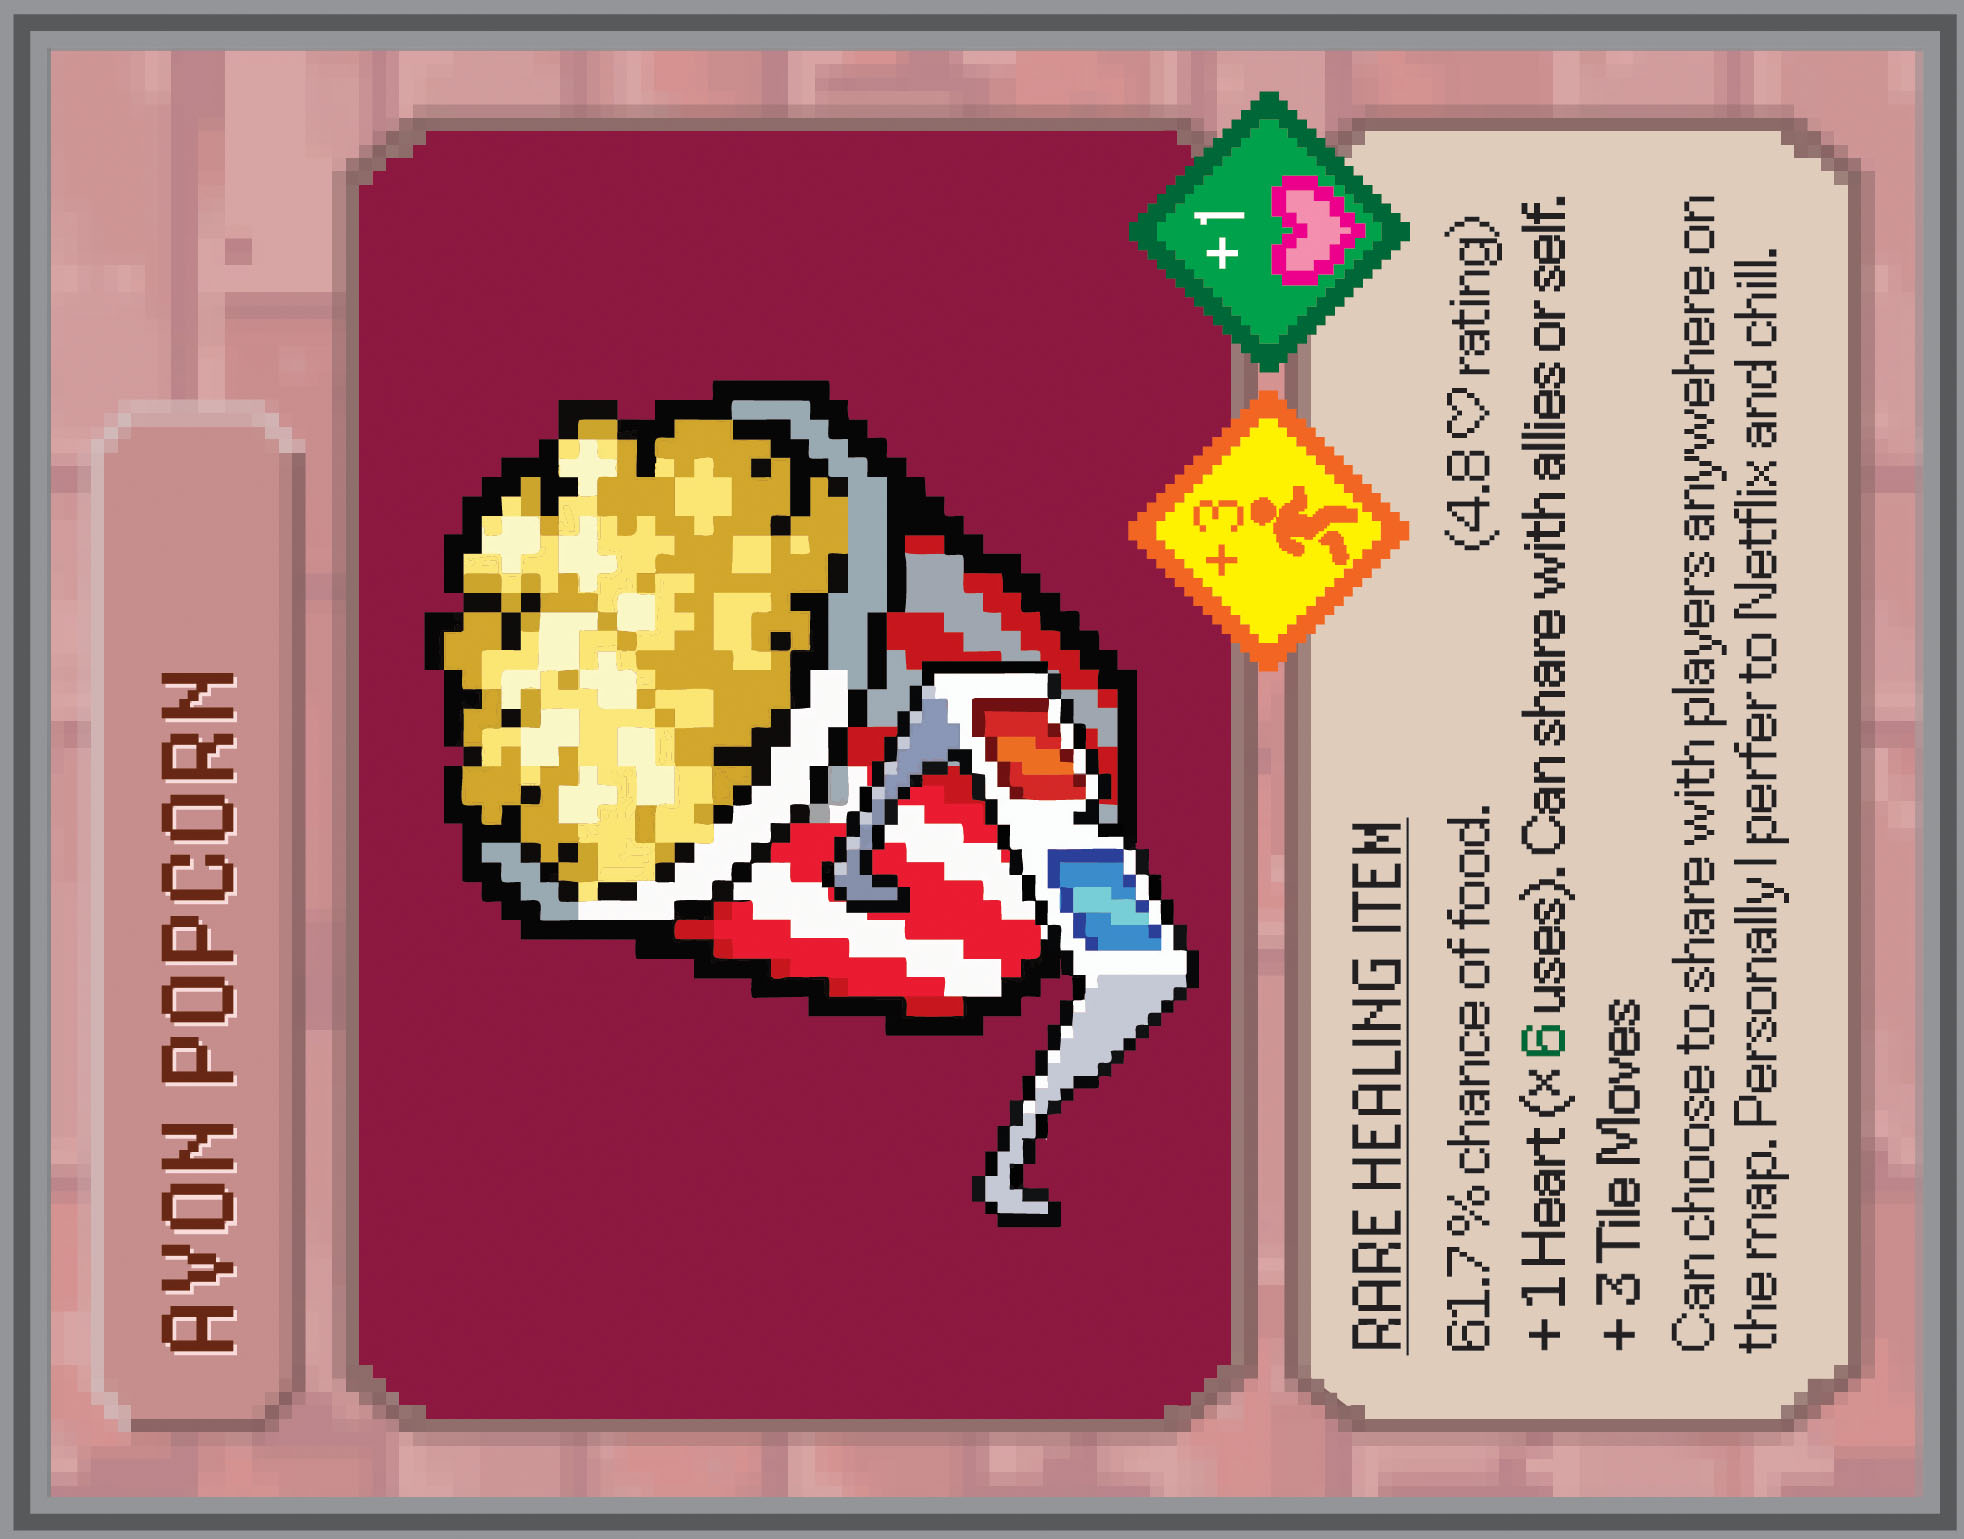 AVON POPCORN
+3
+1
RARE HEALING ITEM
61.7% chance of food. (4.8♡ rating)
+ 1 Heart (x 6 uses). Can share with allies or self.
+ 3 Tile Moves
Can choose to share with players anywehere on
the map. Personally I perfer to Netflix and chill.